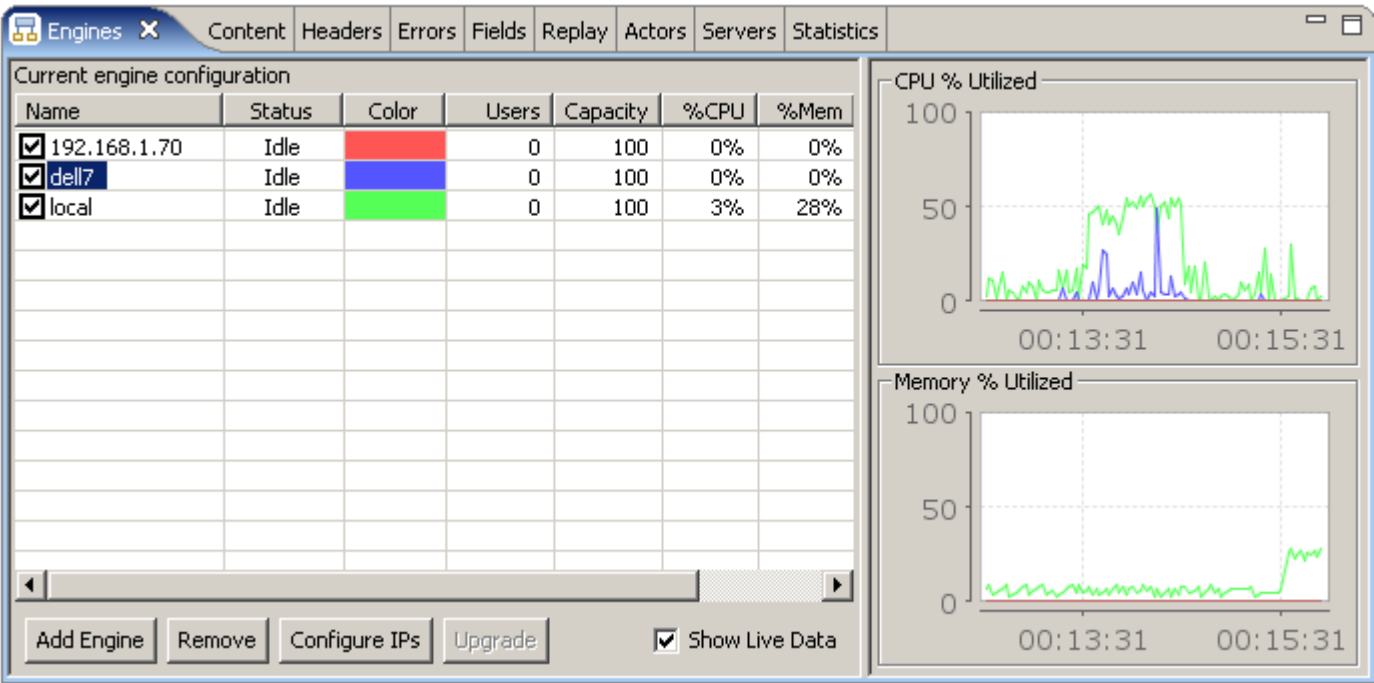 Engines Content Headers Errors Fields Replay Actors Servers Statistics
Current engine configuration
Name Status Color Users Capacity %CPU %Mem
192.168.1.70 Idle 0 100 0% 0%
dell7 Idle 0 100 0% 0%
local Idle 0 100 3% 28%
Add Engine Remove Configure IPs Upgrade Show Live Data
CPU % Utilized
100
50
0
00:13:31 00:15:31
Memory % Utilized
100
50
0
00:13:31 00:15:31